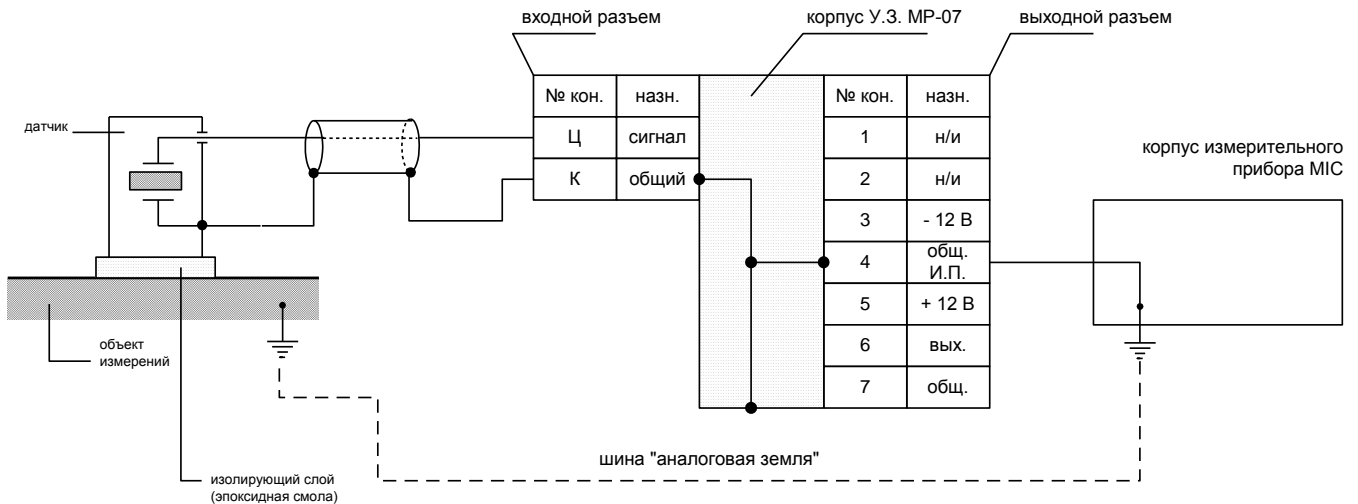 входной разъем
корпус У.З. МР-07
выходной разъем
№ кон. назн.
Ц сигнал
К общий
№ кон. назн.
1 н/и
2 н/и
3 - 12 В
4 общ.
И.П.
5 + 12 В
6 вых.
7 общ.
датчик
корпус измерительного
прибора MIC
объект
измерений
шина "аналоговая земля"
изолирующий слой
(эпоксидная смола)